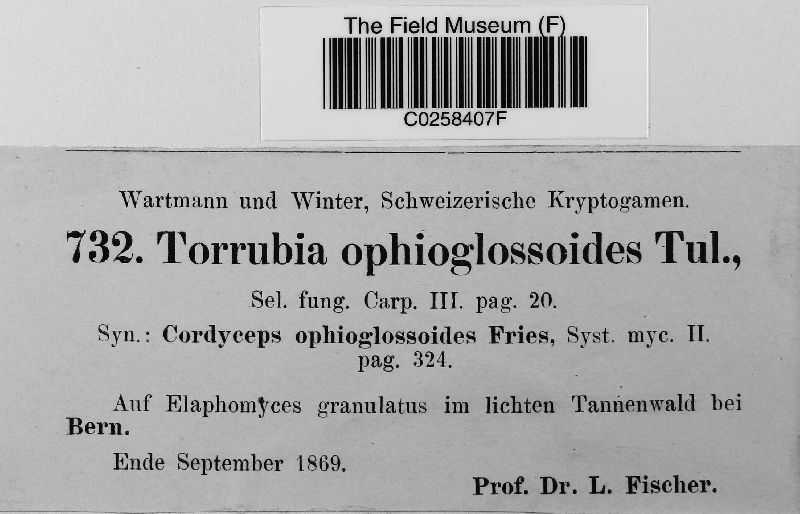 The Field Museum (F)
C0258407F
Wartmann und Winter, Schweizerische Kryptogamen.
732. Torrubia ophioglossoides Tul.,
Sel. fung. Carp. III. pag. 20.
Syn.: Cordyceps ophioglossoides Fries, Syst. myc. II.
pag. 324.
Auf Elaphomyces granulatus im lichten Tannenwald bei
Bern.
Ende September 1869.
Prof. Dr. L. Fischer.